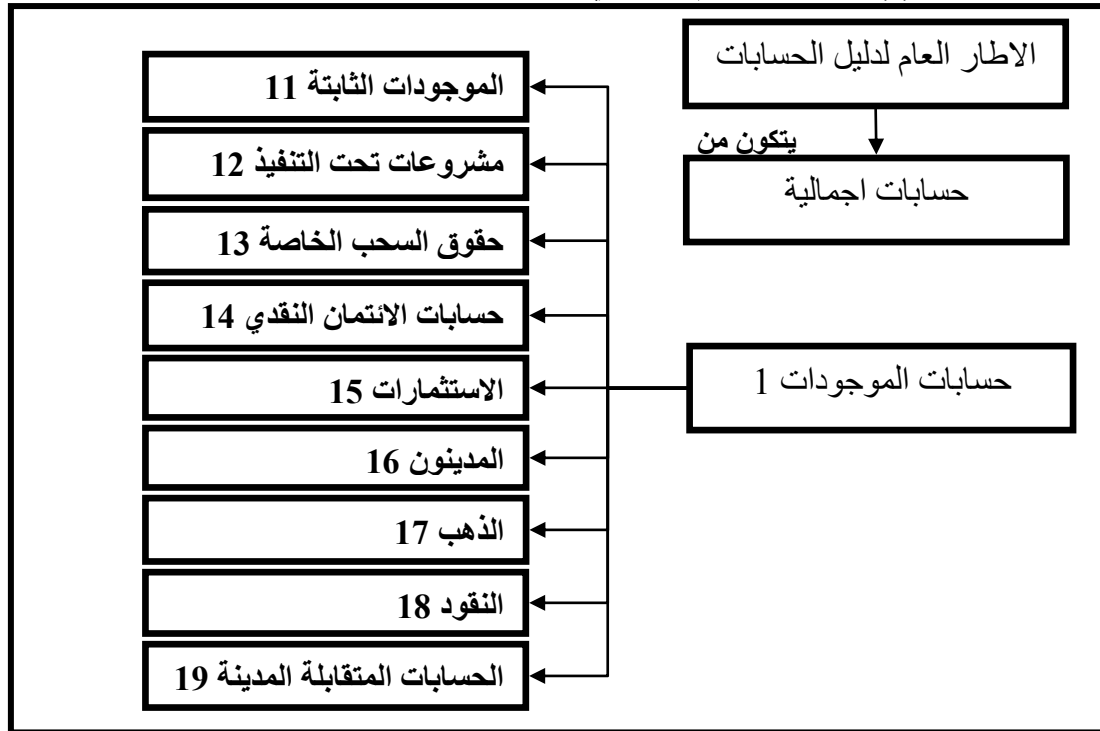 الاطار العام لدليل الحسابات
يتكون من
حسابات اجمالية
حسابات الموجودات 1
الموجودات الثابتة 11
مشروعات تحت التنفيذ 12
حقوق السحب الخاصة 13
حسابات الائتمان النقدي 14
الاستثمارات 15
المدينون 16
الذهب 17
النقود 18
الحسابات المتقابلة المدينة 19